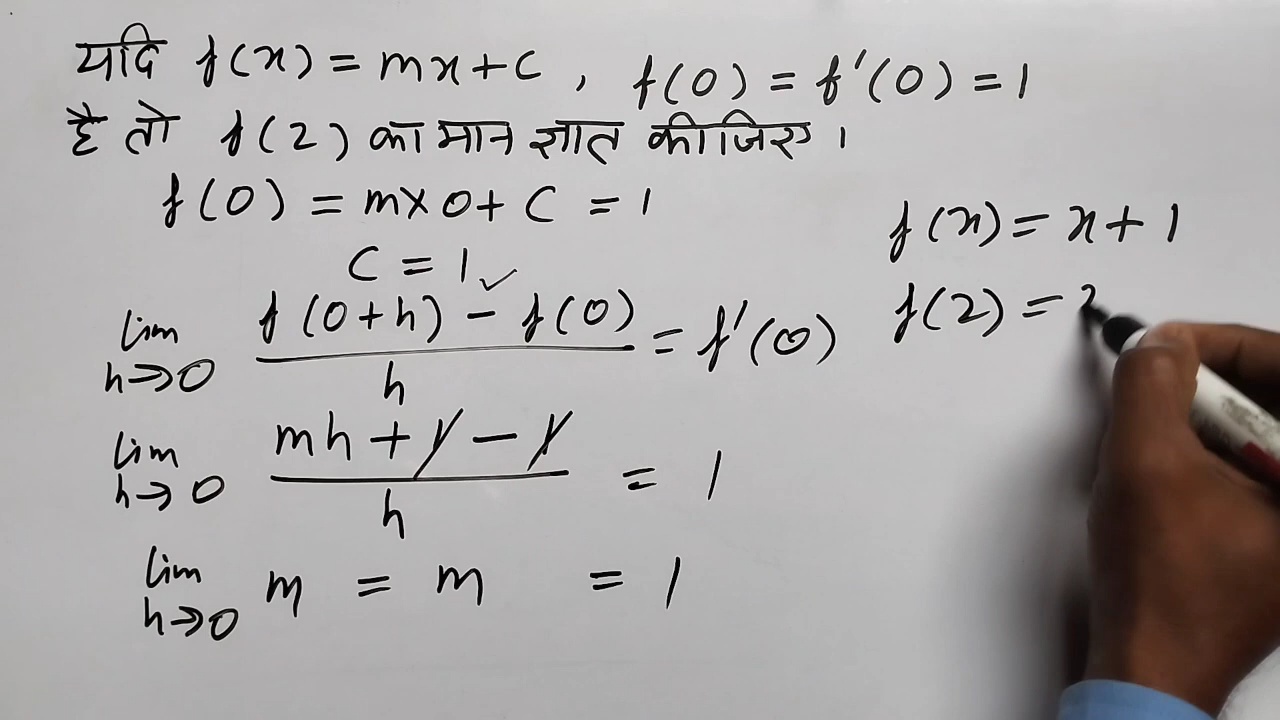 यदि f(x) = mx+c , f(0) = f'(0) = 1
है तो f(2) का मान ज्ञात कीजिए ।
f(0) = m×0+ c = 1
c = 1 ✓
lim h→0 f(0+h) - f(0) / h = f'(0)
lim h→0 mh + 1 - 1 / h = 1
lim h→0 m = m = 1
f(x) = x + 1
f(2) =